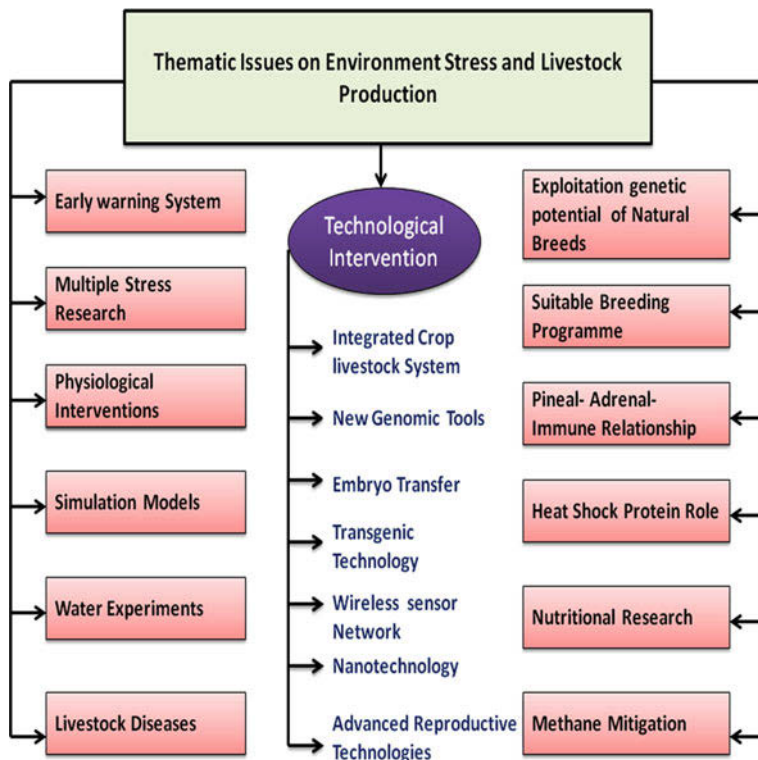 Thematic Issues on Environment Stress and Livestock
Production
Early warning System
Multiple Stress
Research
Physiological
Interventions
Simulation Models
Water Experiments
Livestock Diseases
Technological
Intervention
Integrated Crop
livestock System
New Genomic Tools
Embryo Transfer
Transgenic
Technology
Wireless sensor
Network
Nanotechnology
Advanced Reproductive
Technologies
Exploitation genetic
potential of Natural
Breeds
Suitable Breeding
Programme
Pineal- Adrenal-
Immune Relationship
Heat Shock Protein Role
Nutritional Research
Methane Mitigation